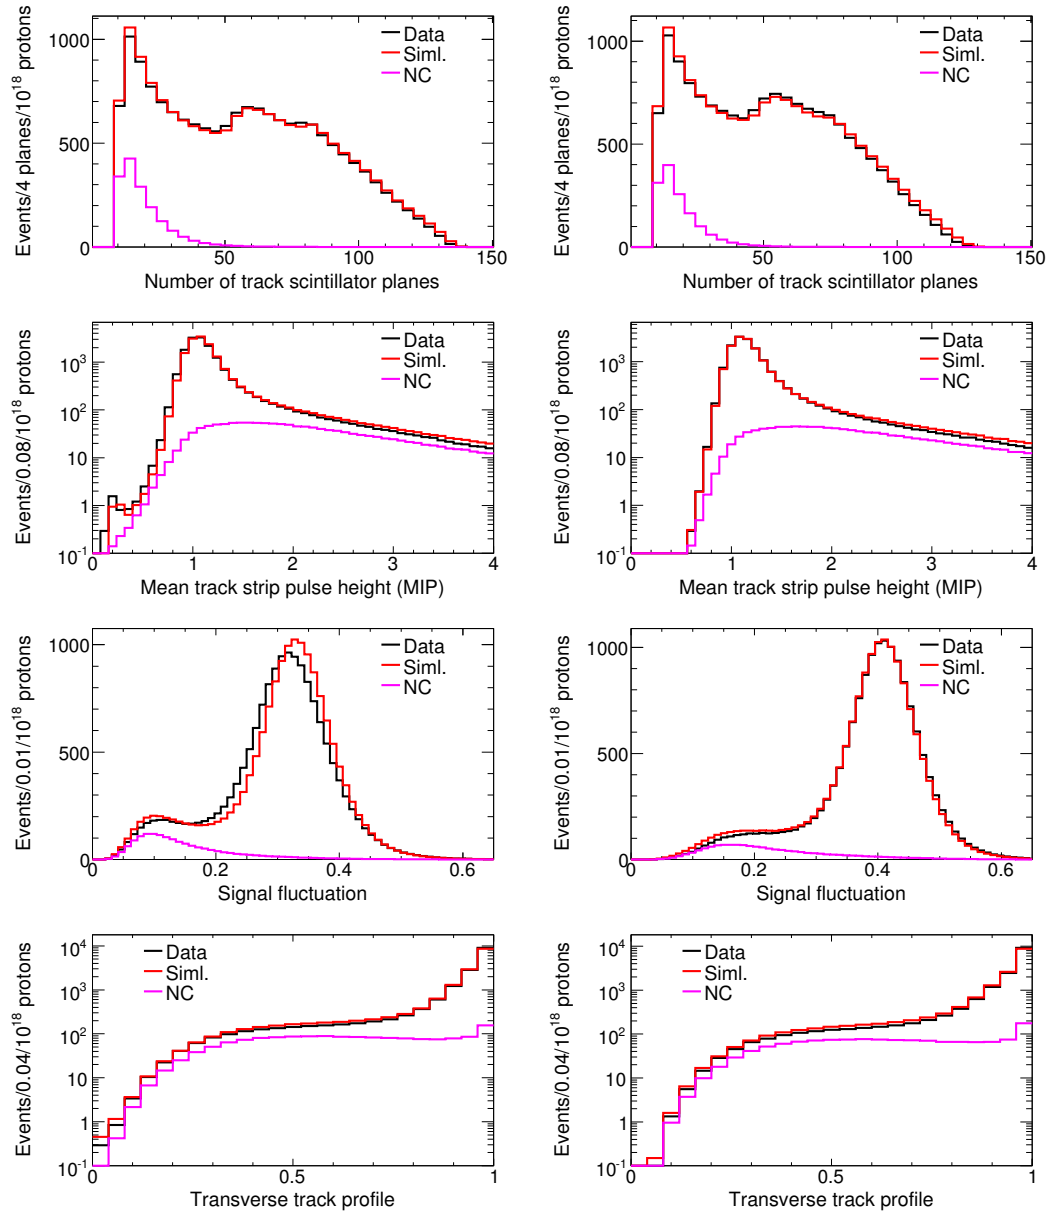 Events/4 planes/10^18 protons
1000
500
0
Data
Siml.
NC
50
100
150
Number of track scintillator planes
Events/4 planes/10^18 protons
1000
500
0
Data
Siml.
NC
50
100
150
Number of track scintillator planes
Events/0.08/10^18 protons
10^3
10^2
10
1
10^-1
Data
Siml.
NC
0
1
2
3
4
Mean track strip pulse height (MIP)
Events/0.08/10^18 protons
10^3
10^2
10
1
10^-1
Data
Siml.
NC
0
1
2
3
4
Mean track strip pulse height (MIP)
Events/0.01/10^18 protons
1000
500
0
Data
Siml.
NC
0
0.2
0.4
0.6
Signal fluctuation
Events/0.01/10^18 protons
1000
500
0
Data
Siml.
NC
0
0.2
0.4
0.6
Signal fluctuation
Events/0.04/10^18 protons
10^4
10^3
10^2
10
1
10^-1
Data
Siml.
NC
0
0.5
1
Transverse track profile
Events/0.04/10^18 protons
10^4
10^3
10^2
10
1
10^-1
Data
Siml.
NC
0
0.5
1
Transverse track profile